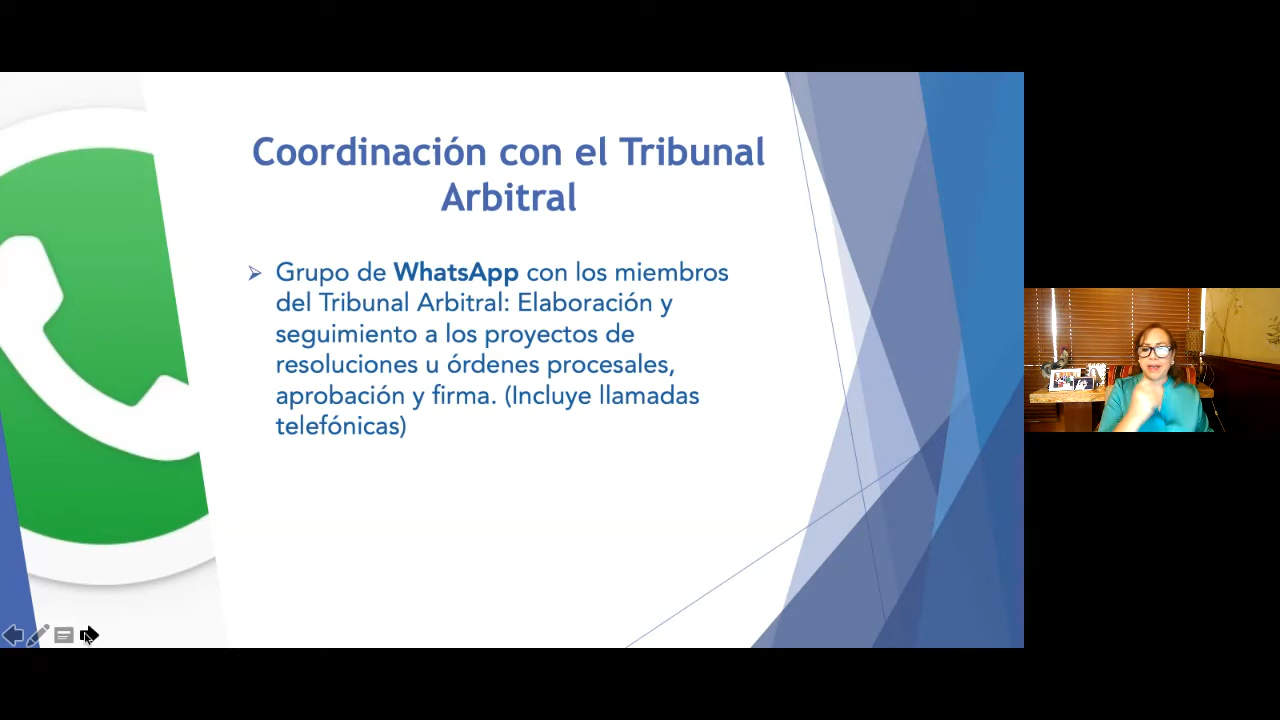 Coordinación con el Tribunal
Arbitral
Grupo de WhatsApp con los miembros
del Tribunal Arbitral: Elaboración y
seguimiento a los proyectos de
resoluciones u órdenes procesales,
aprobación y firma. (Incluye llamadas
telefónicas)